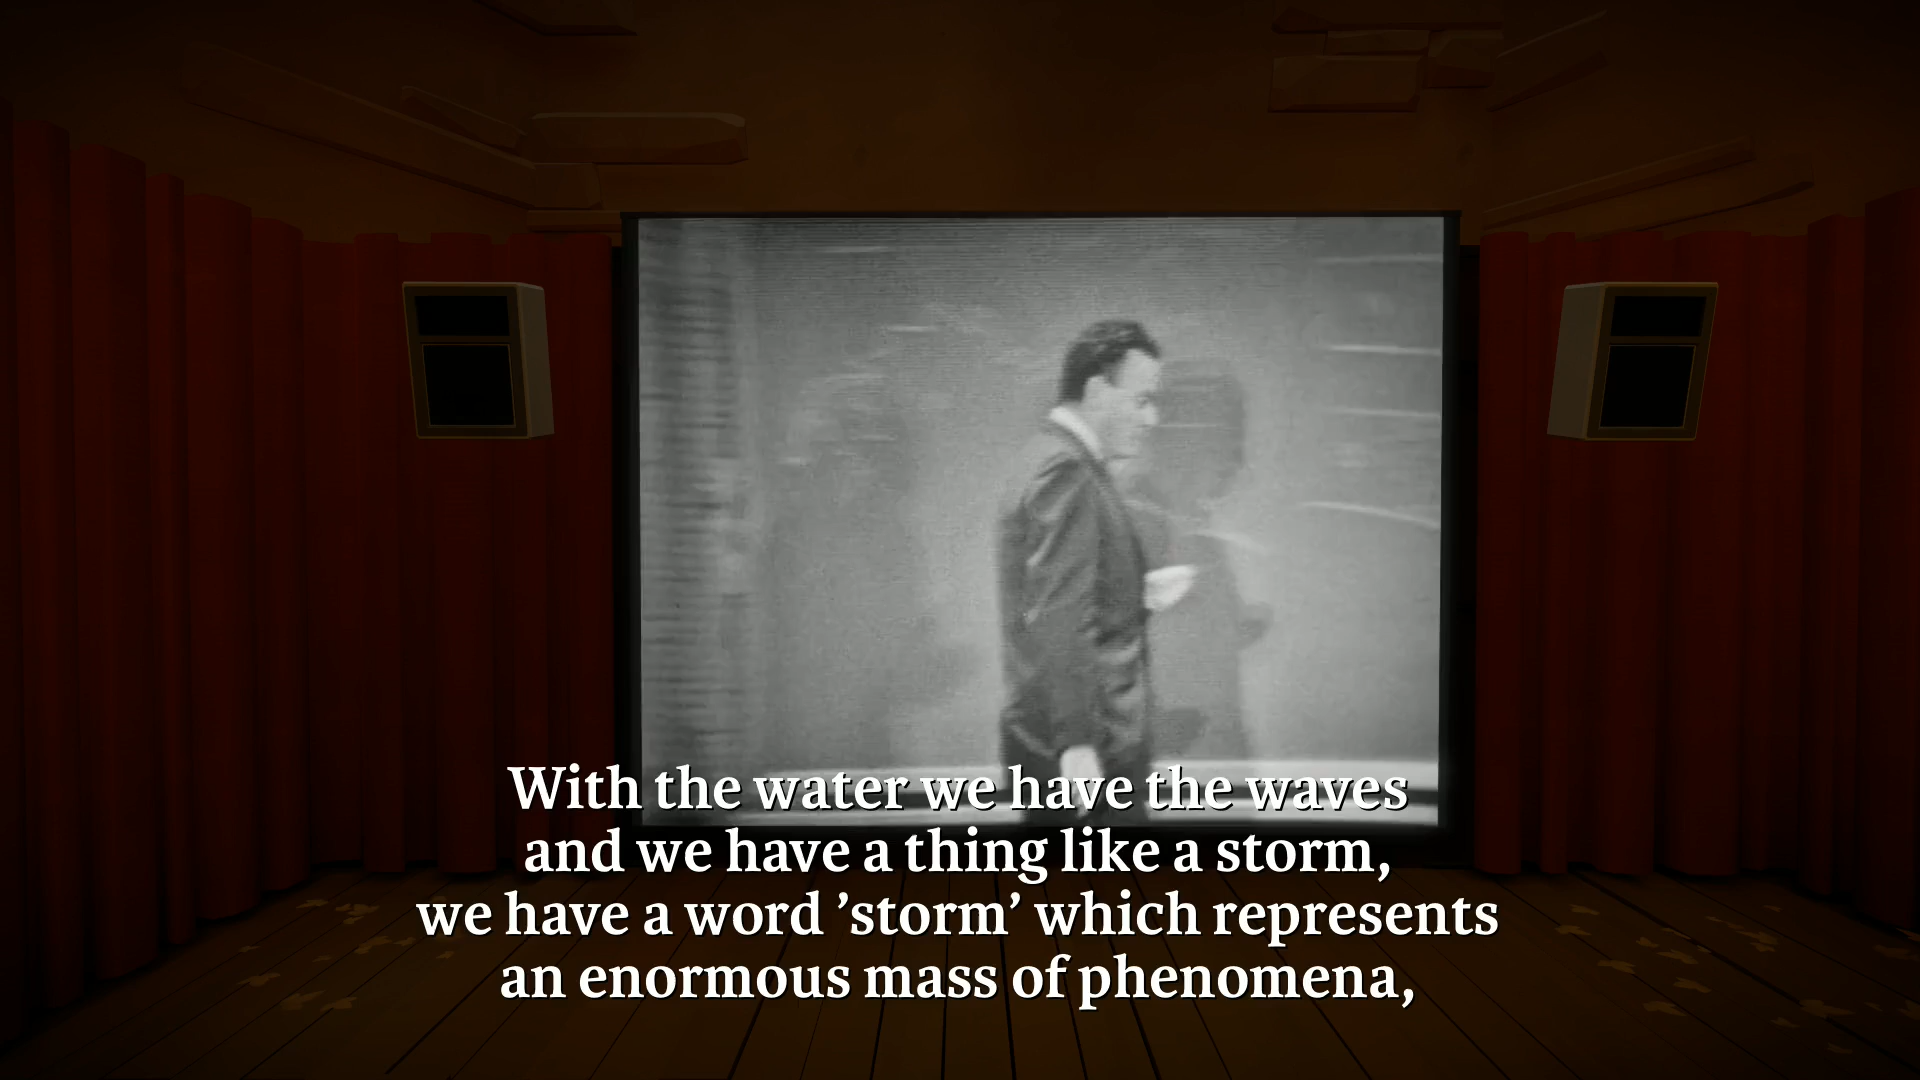 With the water we have the waves
and we have a thing like a storm,
we have a word ’storm’ which represents
an enormous mass of phenomena,